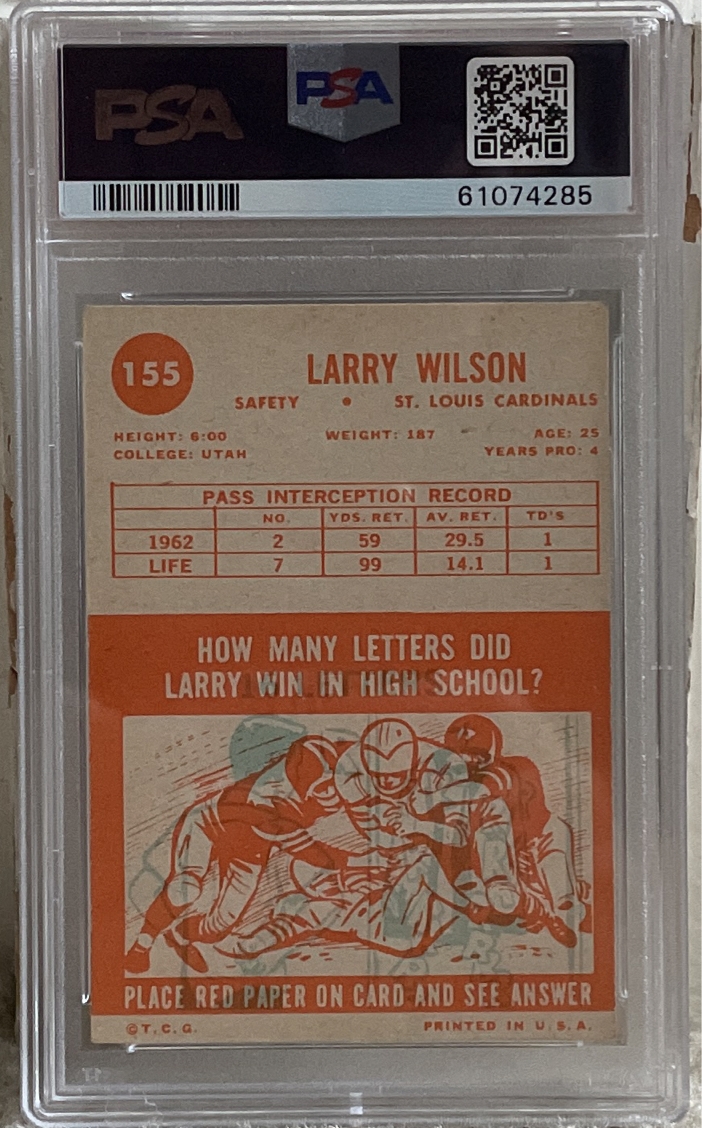 PSA PSA
61074285
155
LARRY WILSON
SAFETY • ST. LOUIS CARDINALS
HEIGHT: 6:00 WEIGHT: 187 AGE: 25
COLLEGE: UTAH YEARS PRO: 4
PASS INTERCEPTION RECORD
NO. YDS. RET. AV. RET. TD'S
1962 2 59 29.5 1
LIFE 7 99 14.1 1
HOW MANY LETTERS DID
LARRY WIN IN HIGH SCHOOL?
PLACE RED PAPER ON CARD AND SEE ANSWER
©T.C.G. PRINTED IN U.S.A.